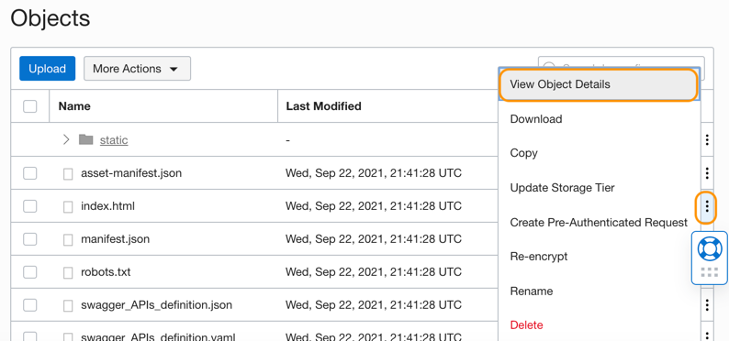 Objects
Upload
More Actions
Name
Last Modified
static
-
asset-manifest.json
Wed, Sep 22, 2021, 21:41:28 UTC
index.html
Wed, Sep 22, 2021, 21:41:28 UTC
manifest.json
Wed, Sep 22, 2021, 21:41:28 UTC
robots.txt
Wed, Sep 22, 2021, 21:41:28 UTC
swagger_APIs_definition.json
Wed, Sep 22, 2021, 21:41:28 UTC
swagger_APIs_definition.yaml
Wed, Sep 22, 2021, 21:41:28 UTC
View Object Details
Download
Copy
Update Storage Tier
Create Pre-Authenticated Request
Re-encrypt
Rename
Delete